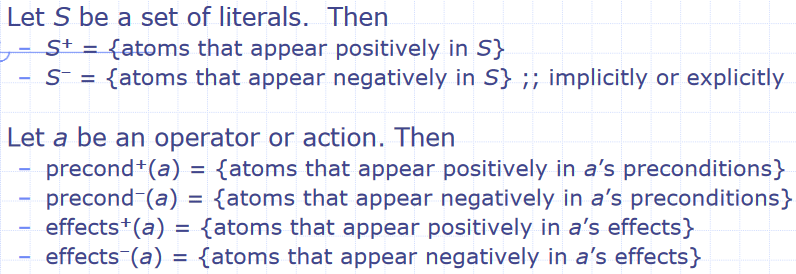 Let S be a set of literals. Then
– S⁺ = {atoms that appear positively in S}
– S⁻ = {atoms that appear negatively in S} ;; implicitly or explicitly
Let a be an operator or action. Then
– precond⁺(a) = {atoms that appear positively in a’s preconditions}
– precond⁻(a) = {atoms that appear negatively in a’s preconditions}
– effects⁺(a) = {atoms that appear positively in a’s effects}
– effects⁻(a) = {atoms that appear negatively in a’s effects}